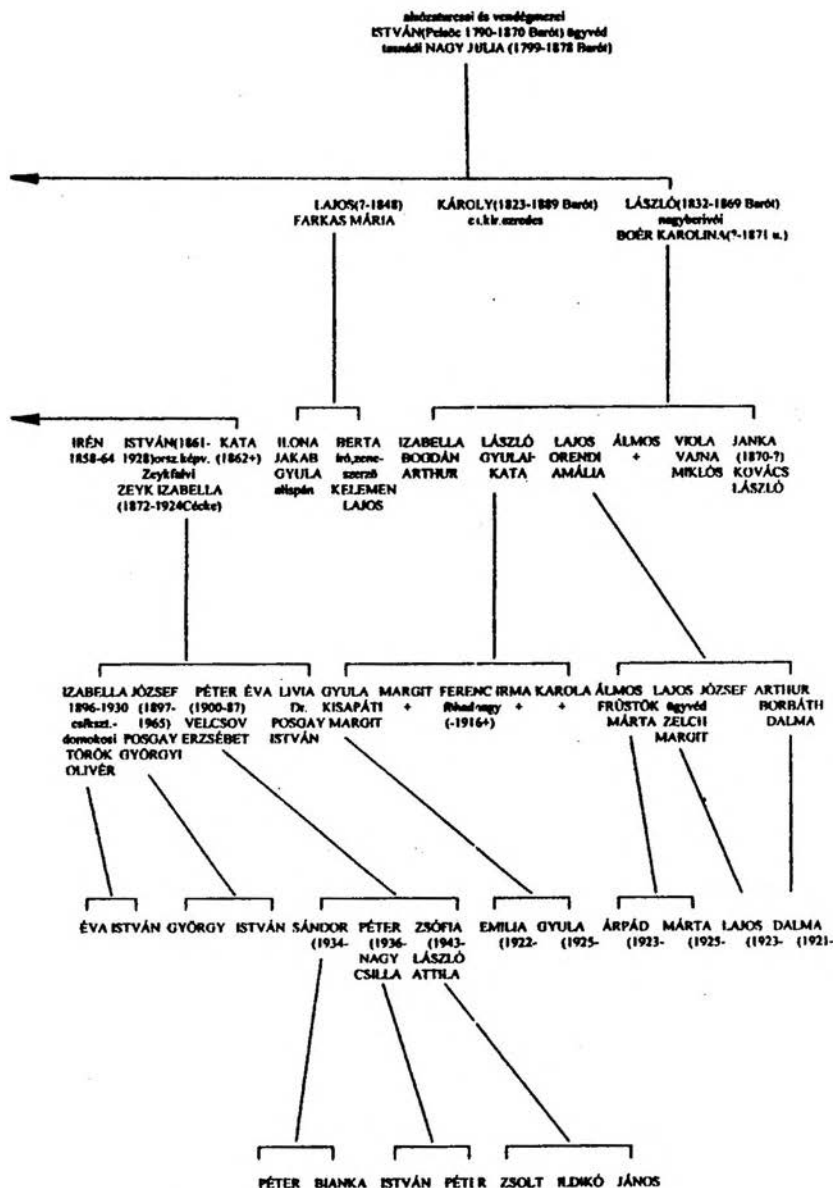 alsózaturcsai és vendégmezei
ISTVÁN(Pelsőc 1790-1870 Barót) ügyvéd
tasnádi NAGY JULIA (1799-1878 Barót)
LAJOS(?-1848) KÁROLY(1823-1889 Barót) LÁSZLÓ(1832-1869 Barót)
FARKAS MÁRIA cs.kir.ezredes nagyberivói
BOÉR KAROLINA(?-1871 u.)
IRÉN ISTVÁN(1861- KATA ILONA BERTA IZABELLA LÁSZLÓ LAJOS ÁLMOS VIOLA JANKA
1858-64 1928)orsz.képv. (1862+) JAKAB író,zene- BOGDÁN GYULAI- ORENDI + VAJNA (1870-?)
Zeykfalvi GYULA szerző ARTHUR KATA AMÁLIA MIKLÓS KOVÁCS
ZEYK IZABELLA alispán KELEMEN LÁSZLÓ
(1872-1924Cécke) LAJOS
IZABELLA JÓZSEF PÉTER ÉVA LIVIA GYULA MARGIT FERENC IRMA KAROLA ÁLMOS LAJOS JÓZSEF ARTHUR
1896-1930 (1897- (1900-87) Dr. KISAPÁTI + főhadnagy + + FRÜSTÖK ügyvéd BORBÁTH
csíkszt.- 1965) VELCSOV POSGAY MARGIT (-1916+) MÁRTA ZELCH DALMA
domokosi POSGAY ERZSÉBET ISTVÁN MARGIT
TÖRÖK GYÖRGYI
OLIVÉR
ÉVA ISTVÁN GYÖRGY ISTVÁN SÁNDOR PÉTER ZSÓFIA EMILIA GYULA ÁRPÁD MÁRTA LAJOS DALMA
(1934- (1936- (1943- (1922- (1925- (1923- (1925- (1923- (1921-
NAGY LÁSZLÓ
CSILLA ATTILA
PÉTER BIANKA ISTVÁN PÉTER ZSOLT ILDIKÓ JÁNOS